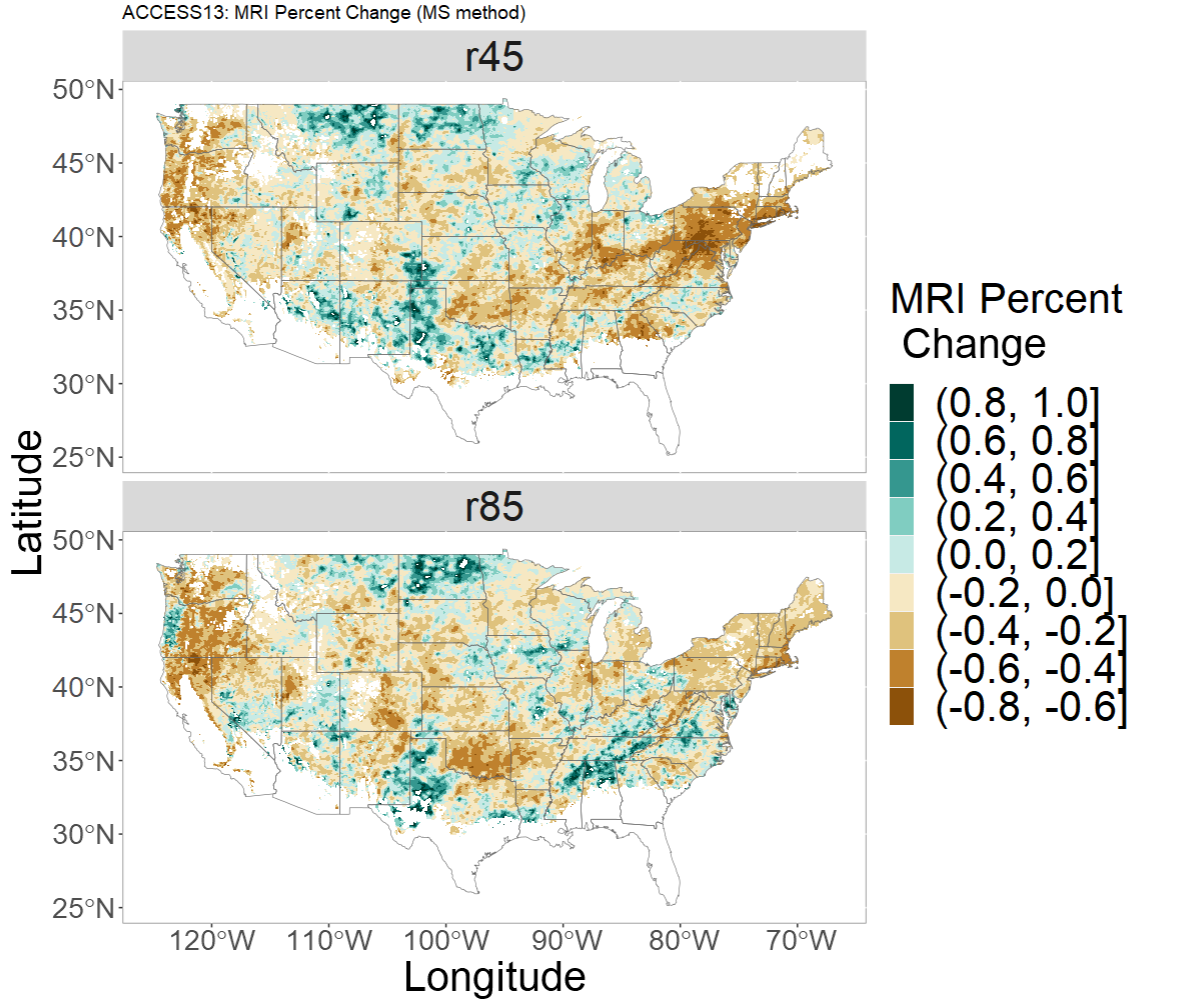 ACCESS13: MRI Percent Change (MS method)
r45
50°N
45°N
40°N
35°N
30°N
25°N
r85
50°N
45°N
40°N
35°N
30°N
25°N
120°W 110°W 100°W 90°W 80°W 70°W
Longitude
Latitude
MRI Percent
Change
(0.8, 1.0]
(0.6, 0.8]
(0.4, 0.6]
(0.2, 0.4]
(0.0, 0.2]
(-0.2, 0.0]
(-0.4, -0.2]
(-0.6, -0.4]
(-0.8, -0.6]